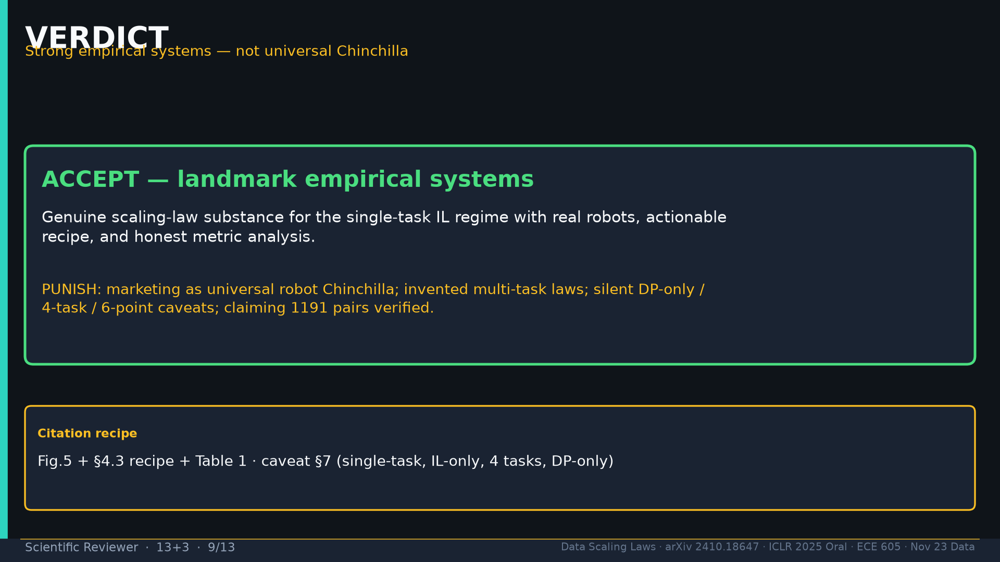 VERDICT
Strong empirical systems — not universal Chinchilla
ACCEPT — landmark empirical systems
Genuine scaling-law substance for the single-task IL regime with real robots, actionable
recipe, and honest metric analysis.
PUNISH: marketing as universal robot Chinchilla; invented multi-task laws; silent DP-only /
4-task / 6-point caveats; claiming 1191 pairs verified.
Citation recipe
Fig.5 + §4.3 recipe + Table 1 · caveat §7 (single-task, IL-only, 4 tasks, DP-only)
Scientific Reviewer · 13+3 · 9/13
Data Scaling Laws · arXiv 2410.18647 · ICLR 2025 Oral · ECE 605 · Nov 23 Data